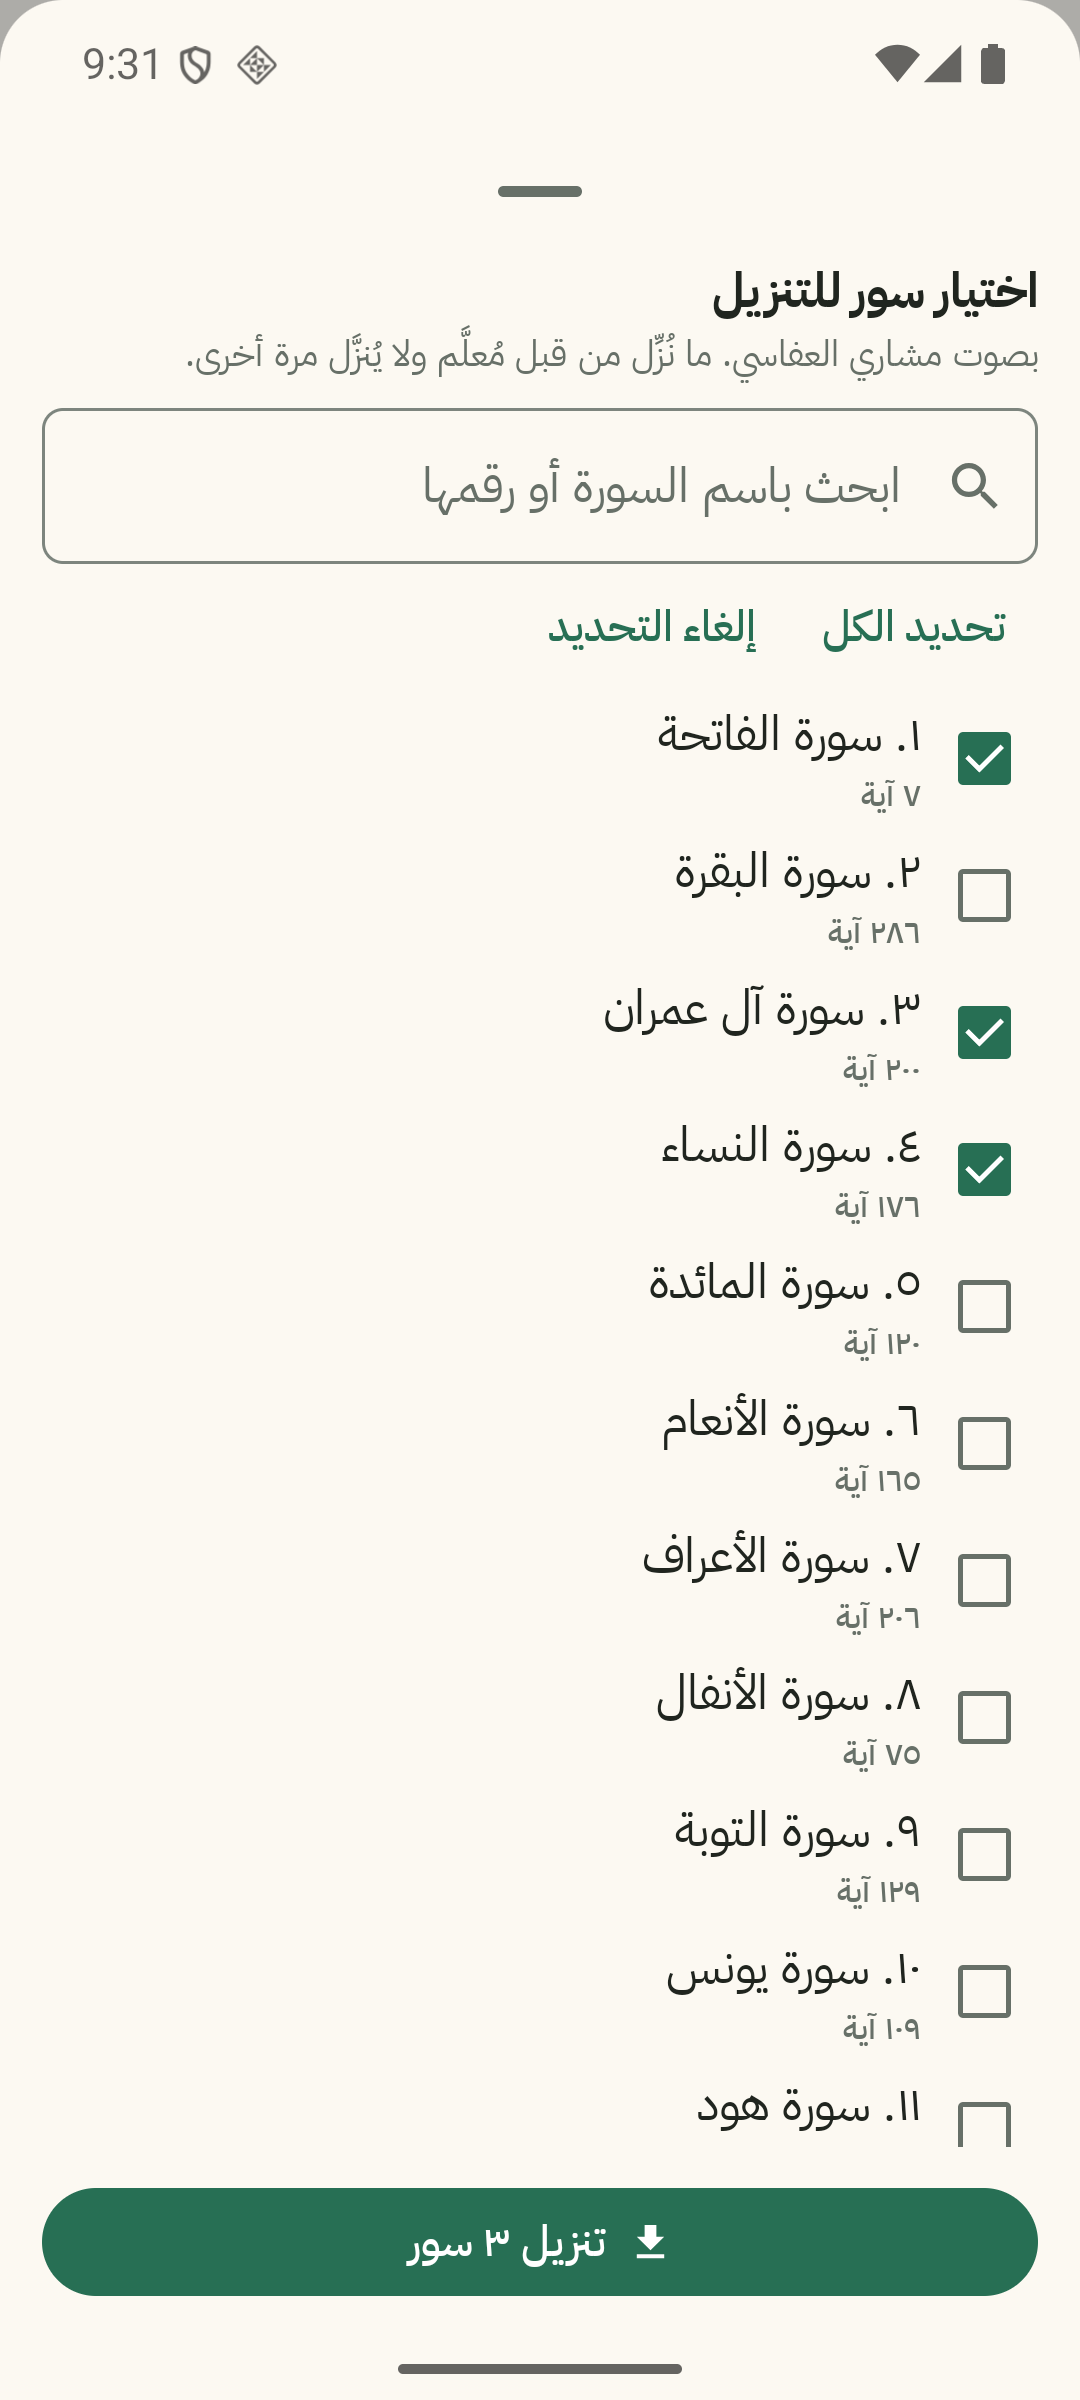 9:31
اختيار سور للتنزيل
بصوت مشاري العفاسي. ما نُزِّل من قبل مُعلَّم ولا يُنزَّل مرة أخرى.
ابحث باسم السورة أو رقمها
تحديد الكل إلغاء التحديد
١. سورة الفاتحة
٧ آية
٢. سورة البقرة
٢٨٦ آية
٣. سورة آل عمران
٢٠٠ آية
٤. سورة النساء
١٧٦ آية
٥. سورة المائدة
١٢٠ آية
٦. سورة الأنعام
١٦٥ آية
٧. سورة الأعراف
٢٠٦ آية
٨. سورة الأنفال
٧٥ آية
٩. سورة التوبة
١٢٩ آية
١٠. سورة يونس
١٠٩ آية
١١. سورة هود
تنزيل ٣ سور